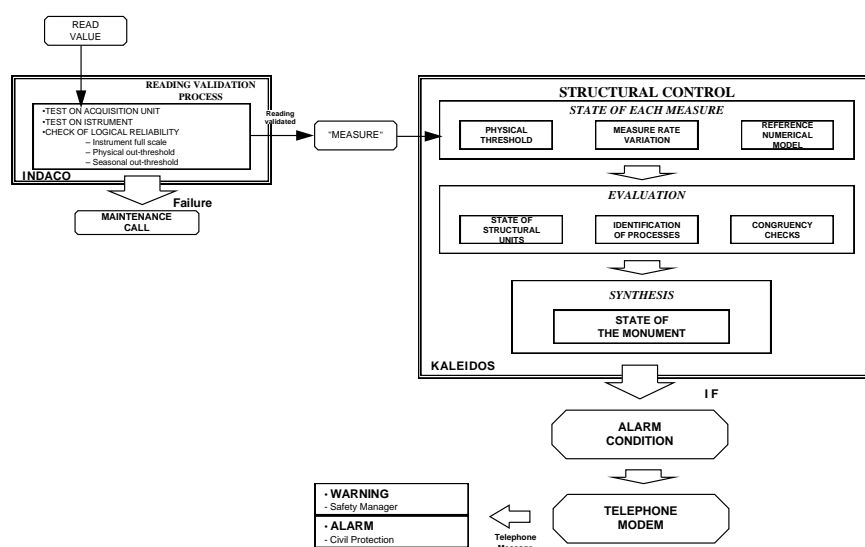 READ
VALUE
READING VALIDATION
PROCESS
•TEST ON ACQUISITION UNIT
•TEST ON ISTRUMENT
•CHECK OF LOGICAL RELIABILITY
– Instrument full scale
– Physical out-threshold
– Seasonal out-threshold
INDACO
Reading
validated
Failure
MAINTENANCE
CALL
"MEASURE"
STRUCTURAL CONTROL
STATE OF EACH MEASURE
PHYSICAL
THRESHOLD
MEASURE RATE
VARIATION
REFERENCE
NUMERICAL
MODEL
EVALUATION
STATE OF
STRUCTURAL
UNITS
IDENTIFICATION
OF PROCESSES
CONGRUENCY
CHECKS
SYNTHESIS
STATE OF
THE MONUMENT
KALEIDOS
IF
ALARM
CONDITION
TELEPHONE
MODEM
Telephone
Message
• WARNING
- Safety Manager
• ALARM
- Civil Protection